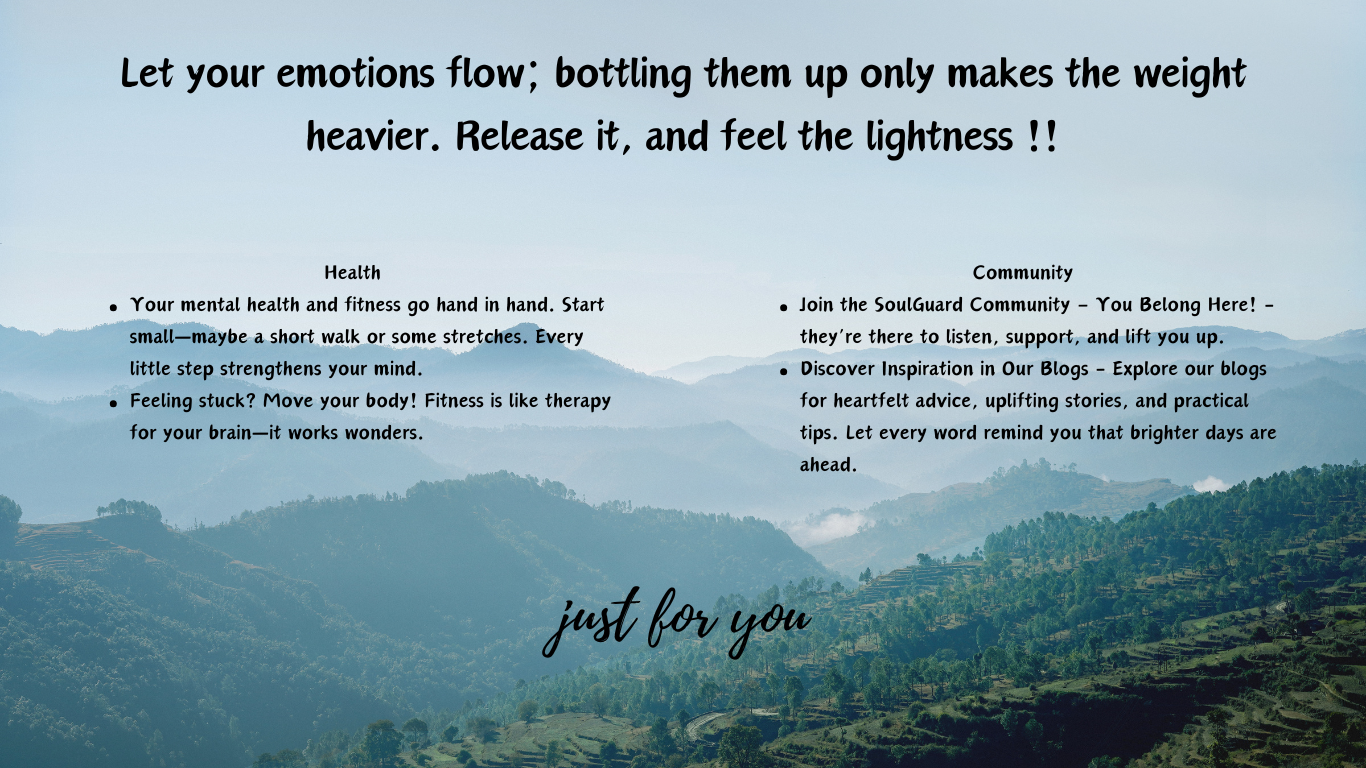 Let your emotions flow; bottling them up only makes the weight
heavier. Release it, and feel the lightness !!
Health
• Your mental health and fitness go hand in hand. Start
small—maybe a short walk or some stretches. Every
little step strengthens your mind.
• Feeling stuck? Move your body! Fitness is like therapy
for your brain—it works wonders.
Community
• Join the SoulGuard Community – You Belong Here! –
they're there to listen, support, and lift you up.
• Discover Inspiration in Our Blogs – Explore our blogs
for heartfelt advice, uplifting stories, and practical
tips. Let every word remind you that brighter days are
ahead.
just for you